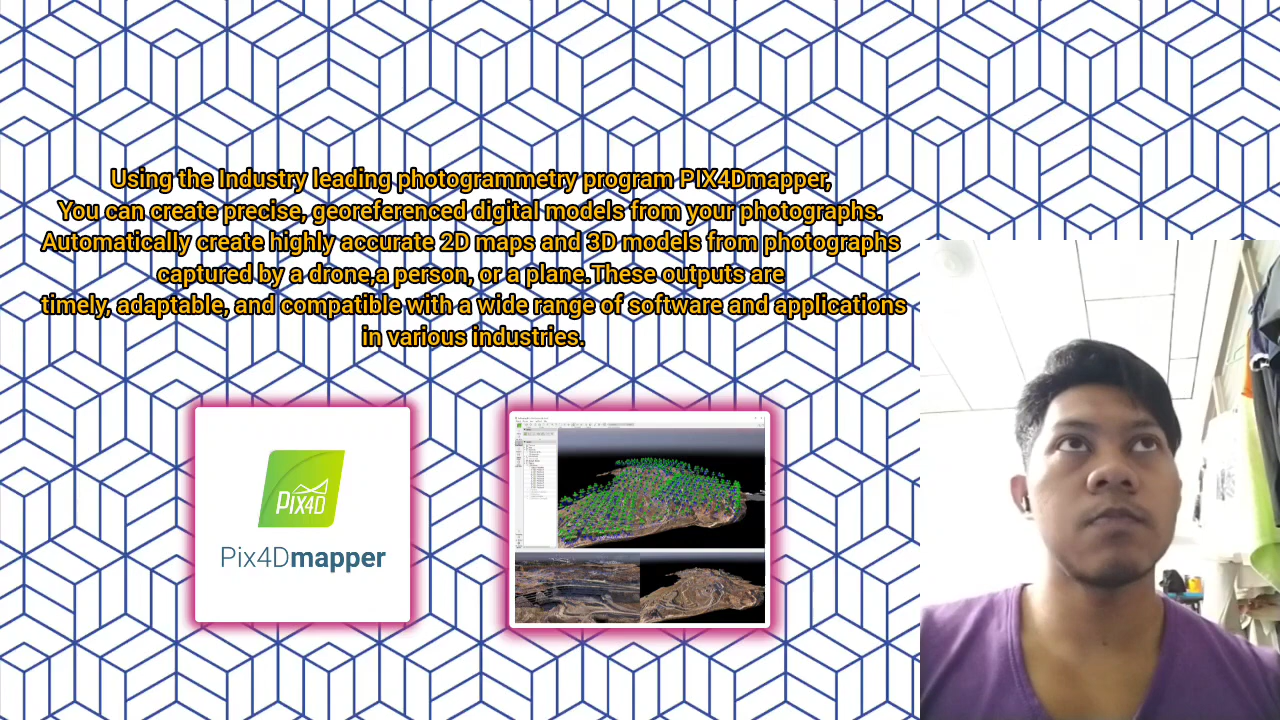 Using the Industry leading photogrammetry program PIX4Dmapper,
You can create precise, georeferenced digital models from your photographs.
Automatically create highly accurate 2D maps and 3D models from photographs
captured by a drone,a person, or a plane.These outputs are
timely, adaptable, and compatible with a wide range of software and applications
in various industries.
PIX4D
Pix4Dmapper